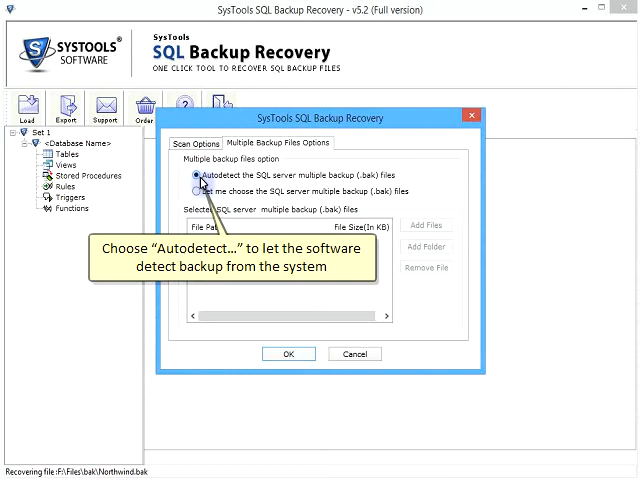 SysTools SQL Backup Recovery - v5.2 (Full version)
SYSTOOLS®
SOFTWARE
SysTools
SQL Backup Recovery
ONE CLICK TOOL TO RECOVER SQL BACKUP FILES
Load
Export
Support
Order
Set 1
<Database Name>
Tables
Views
Stored Procedures
Rules
Triggers
Functions
SysTools SQL Backup Recovery
Scan Options
Multiple Backup Files Options
Multiple backup files option
Autodetect the SQL server multiple backup (.bak) files
Let me choose the SQL server multiple backup (.bak) files
Selected SQL server multiple backup (.bak) files
File Path
File Size(In KB)
Add Files
Add Folder
Remove File
Choose “Autodetect...” to let the software
detect backup from the system
OK
Cancel
Recovering file :F:\Files\bak\Northwind.bak